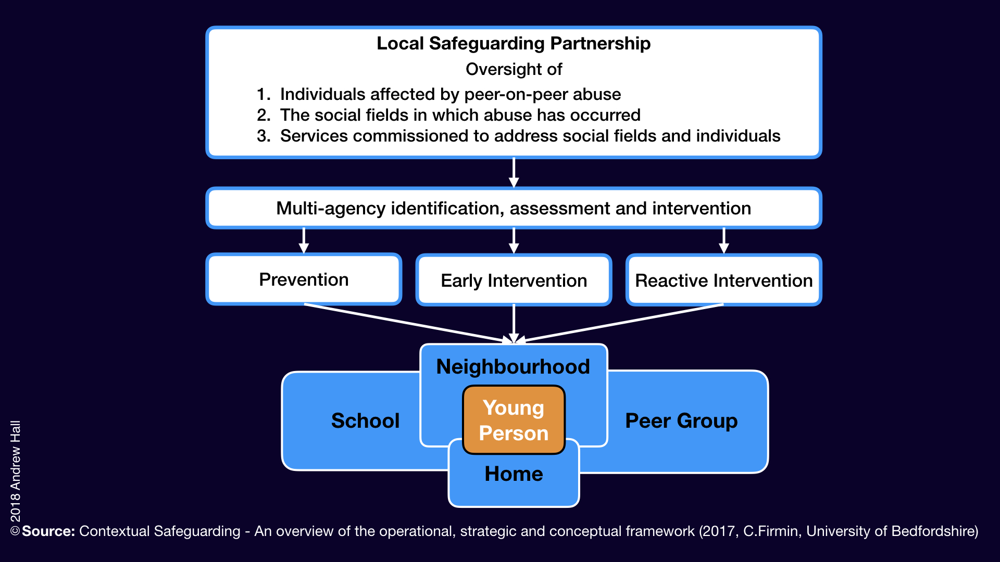 Local Safeguarding Partnership
Oversight of
1. Individuals affected by peer-on-peer abuse
2. The social fields in which abuse has occurred
3. Services commissioned to address social fields and individuals
Multi-agency identification, assessment and intervention
Prevention
Early Intervention
Reactive Intervention
Neighbourhood
School
Young
Person
Peer Group
Home
© 2018 Andrew Hall
Source: Contextual Safeguarding - An overview of the operational, strategic and conceptual framework (2017, C.Firmin, University of Bedfordshire)